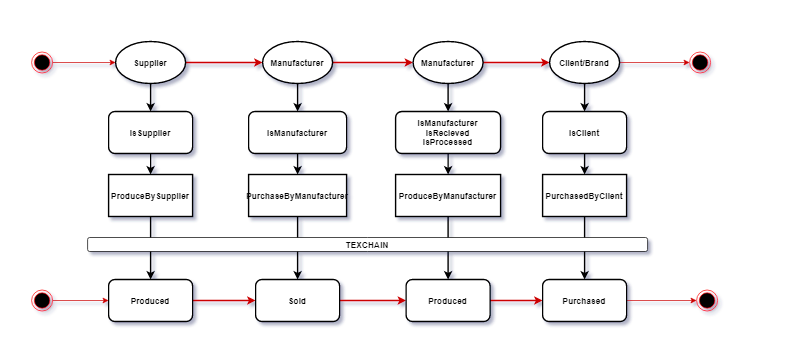 Supplier
Manufacturer
Manufacturer
Client/Brand
IsSupplier
IsManufacturer
IsManufacturer
IsRecieved
IsProcessed
IsClient
ProduceBySupplier
PurchaseByManufacturer
ProduceByManufacturer
PurchasedByClient
TEXCHAIN
Produced
Sold
Produced
Purchased